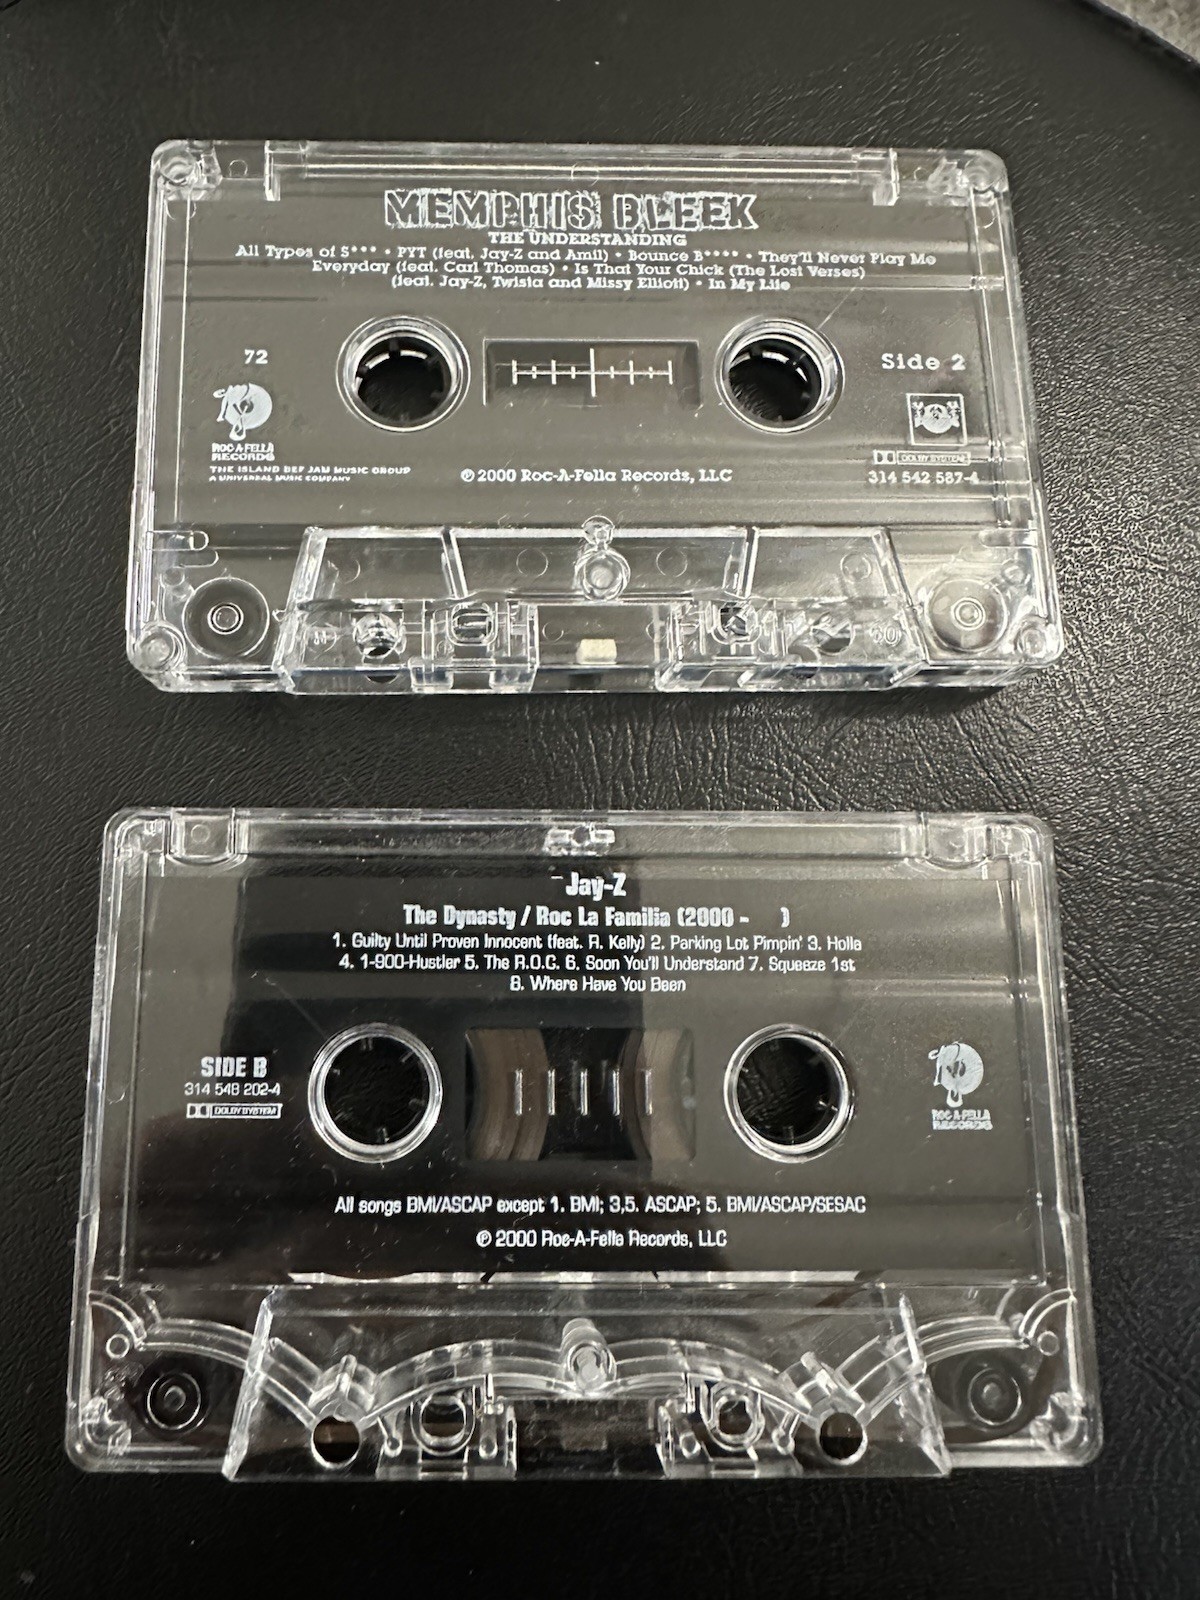 MEMPHIS BLEEK
THE UNDERSTANDING
All Types of S*** • PYT (feat. Jay-Z and Amil) • Bounce B**** • They'll Never Play Me
Everyday (feat. Carl Thomas) • Is That Your Chick (The Lost Verses)
(feat. Jay-Z, Twista and Missy Elliott) • In My Life
72
Side 2
ROC-A-FELLA
RECORDS
THE ISLAND DEF JAM MUSIC GROUP
A UNIVERSAL MUSIC COMPANY
℗ 2000 Roc-A-Fella Records, LLC
DOLBY SYSTEM
314 542 587-4
Jay-Z
The Dynasty / Roc La Familia (2000 - )
1. Guilty Until Proven Innocent (feat. R. Kelly) 2. Parking Lot Pimpin' 3. Holla
4. 1-900-Hustler 5. The R.O.C. 6. Soon You'll Understand 7. Squeeze 1st
8. Where Have You Been
SIDE B
314 548 202-4
DOLBY SYSTEM
ROC-A-FELLA
RECORDS
All songs BMI/ASCAP except 1. BMI; 3,5. ASCAP; 5. BMI/ASCAP/SESAC
℗ 2000 Roc-A-Fella Records, LLC